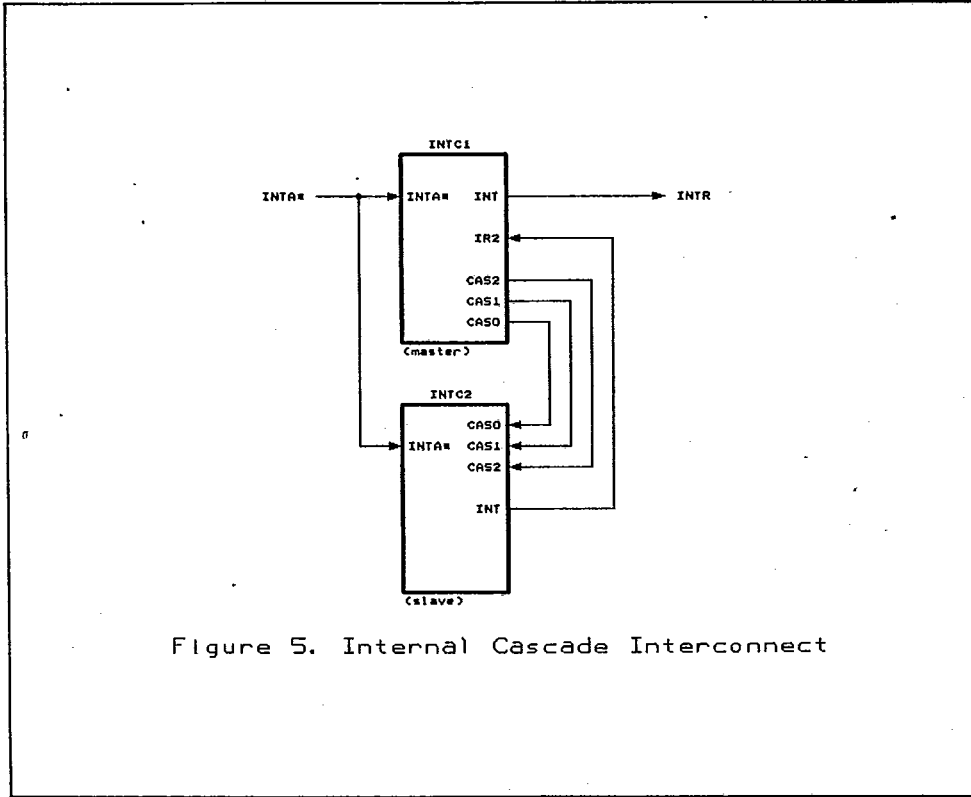 INTC1
INTA* INTA* INT INTR
IR2
CAS2
CAS1
CAS0
(master)
INTC2
CAS0
INTA* CAS1
CAS2
INT
(slave)
Figure 5. Internal Cascade Interconnect